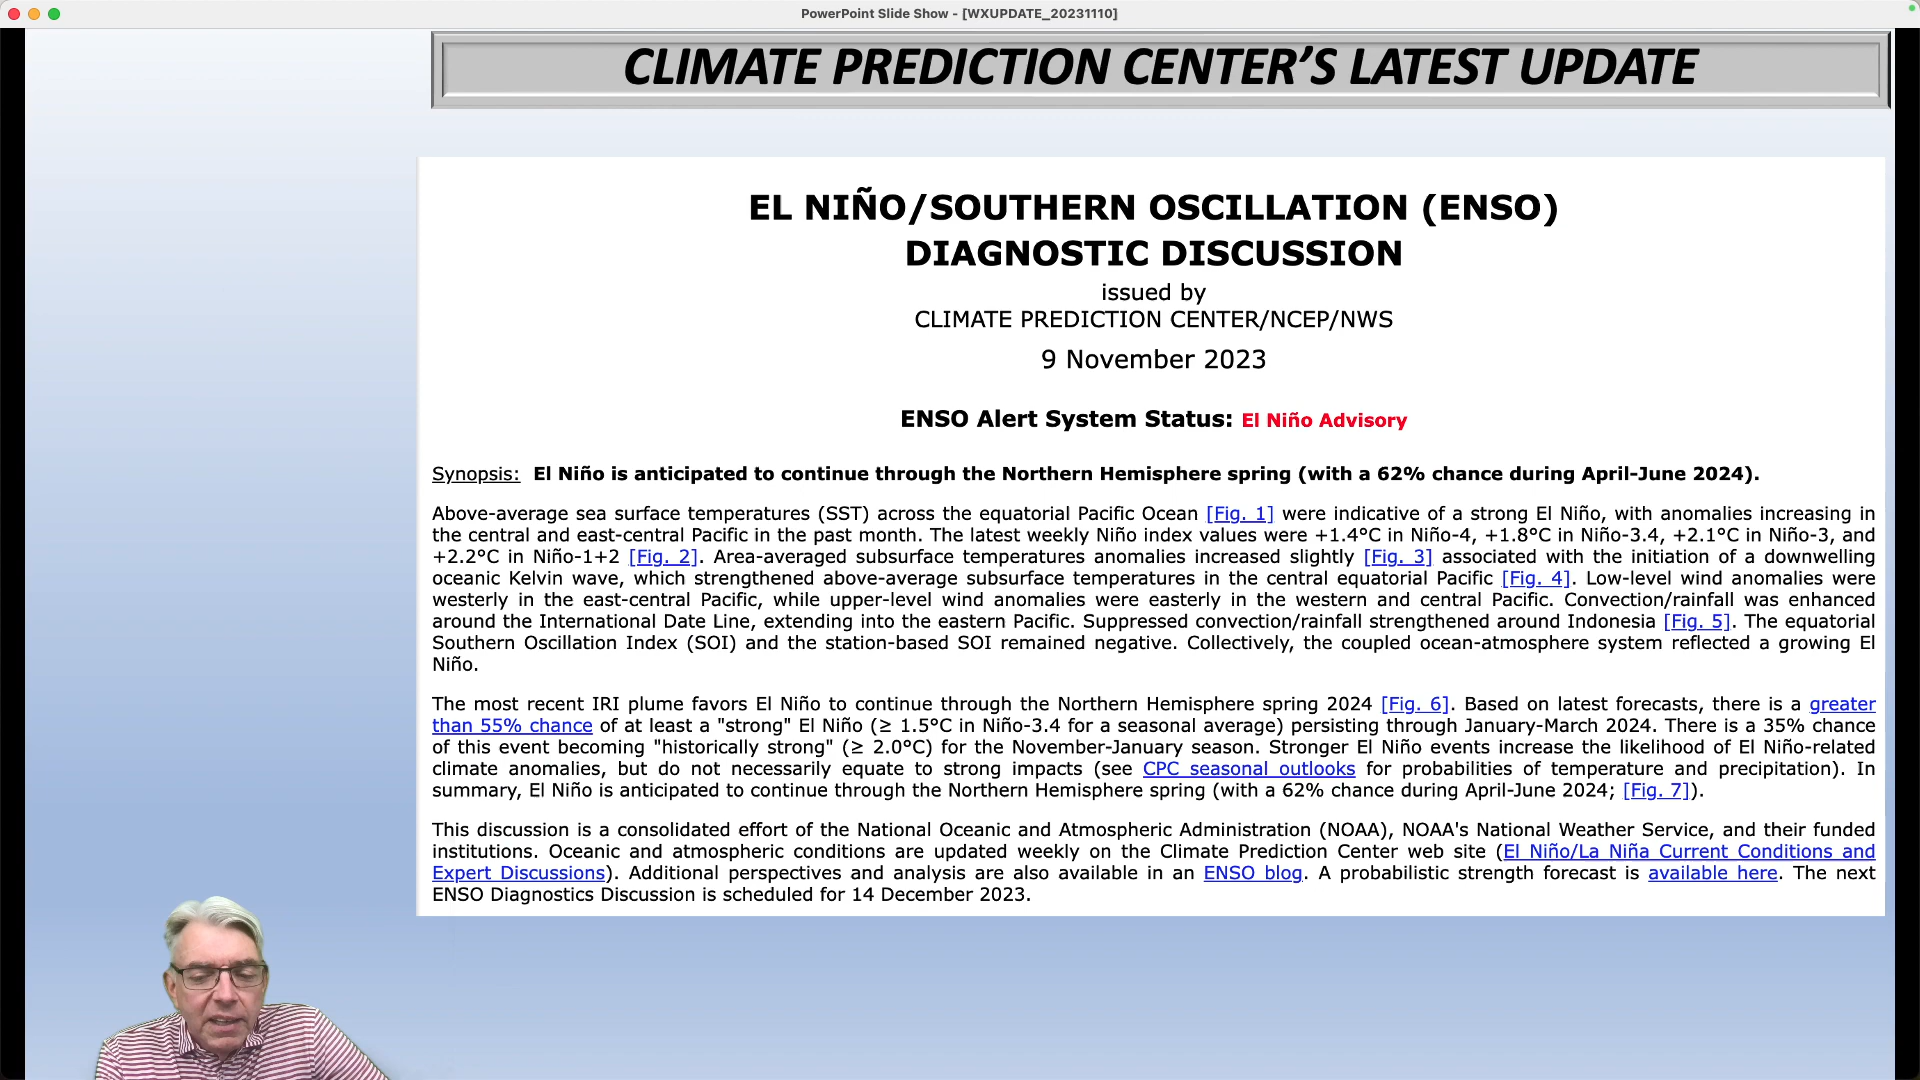 PowerPoint Slide Show - [WXUPDATE_20231110]
CLIMATE PREDICTION CENTER’S LATEST UPDATE
EL NIÑO/SOUTHERN OSCILLATION (ENSO)
DIAGNOSTIC DISCUSSION
issued by
CLIMATE PREDICTION CENTER/NCEP/NWS
9 November 2023
ENSO Alert System Status: El Niño Advisory
Synopsis: El Niño is anticipated to continue through the Northern Hemisphere spring (with a 62% chance during April-June 2024).
Above-average sea surface temperatures (SST) across the equatorial Pacific Ocean [Fig. 1] were indicative of a strong El Niño, with anomalies increasing in
the central and east-central Pacific in the past month. The latest weekly Niño index values were +1.4°C in Niño-4, +1.8°C in Niño-3.4, +2.1°C in Niño-3, and
+2.2°C in Niño-1+2 [Fig. 2]. Area-averaged subsurface temperatures anomalies increased slightly [Fig. 3] associated with the initiation of a downwelling
oceanic Kelvin wave, which strengthened above-average subsurface temperatures in the central equatorial Pacific [Fig. 4]. Low-level wind anomalies were
westerly in the east-central Pacific, while upper-level wind anomalies were easterly in the western and central Pacific. Convection/rainfall was enhanced
around the International Date Line, extending into the eastern Pacific. Suppressed convection/rainfall strengthened around Indonesia [Fig. 5]. The equatorial
Southern Oscillation Index (SOI) and the station-based SOI remained negative. Collectively, the coupled ocean-atmosphere system reflected a growing El
Niño.
The most recent IRI plume favors El Niño to continue through the Northern Hemisphere spring 2024 [Fig. 6]. Based on latest forecasts, there is a greater
than 55% chance of at least a "strong" El Niño (≥ 1.5°C in Niño-3.4 for a seasonal average) persisting through January-March 2024. There is a 35% chance
of this event becoming "historically strong" (≥ 2.0°C) for the November-January season. Stronger El Niño events increase the likelihood of El Niño-related
climate anomalies, but do not necessarily equate to strong impacts (see CPC seasonal outlooks for probabilities of temperature and precipitation). In
summary, El Niño is anticipated to continue through the Northern Hemisphere spring (with a 62% chance during April-June 2024; [Fig. 7]).
This discussion is a consolidated effort of the National Oceanic and Atmospheric Administration (NOAA), NOAA's National Weather Service, and their funded
institutions. Oceanic and atmospheric conditions are updated weekly on the Climate Prediction Center web site (El Niño/La Niña Current Conditions and
Expert Discussions). Additional perspectives and analysis are also available in an ENSO blog. A probabilistic strength forecast is available here. The next
ENSO Diagnostics Discussion is scheduled for 14 December 2023.